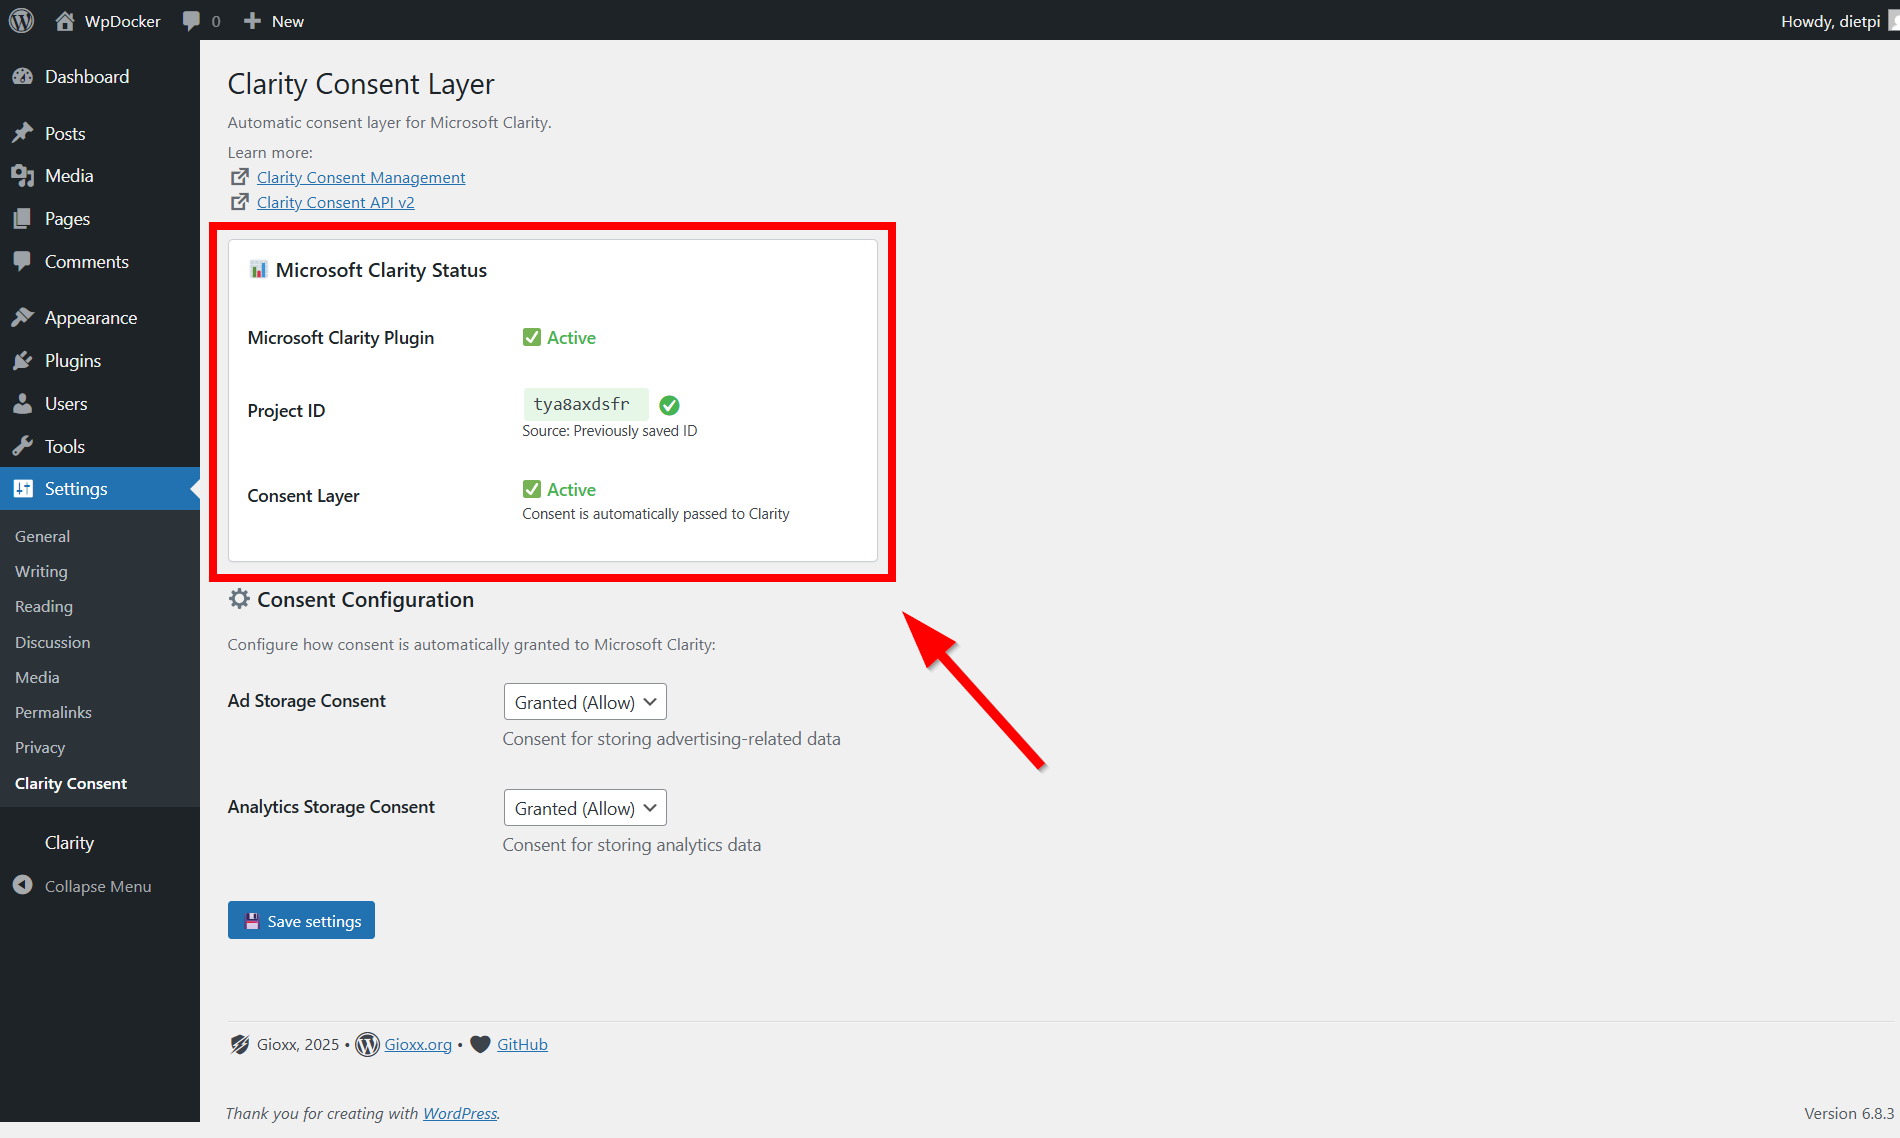 WpDocker 0 New Howdy, dietpi
Dashboard
Posts
Media
Pages
Comments
Appearance
Plugins
Users
Tools
Settings
General
Writing
Reading
Discussion
Media
Permalinks
Privacy
Clarity Consent
Clarity
Collapse Menu
Clarity Consent Layer
Automatic consent layer for Microsoft Clarity.
Learn more:
Clarity Consent Management
Clarity Consent API v2
Microsoft Clarity Status
Microsoft Clarity Plugin Active
Project ID tya8axdsfr
Source: Previously saved ID
Consent Layer Active
Consent is automatically passed to Clarity
Consent Configuration
Configure how consent is automatically granted to Microsoft Clarity:
Ad Storage Consent Granted (Allow)
Consent for storing advertising-related data
Analytics Storage Consent Granted (Allow)
Consent for storing analytics data
Save settings
Gioxx, 2025 • Gioxx.org • GitHub
Thank you for creating with WordPress. Version 6.8.3